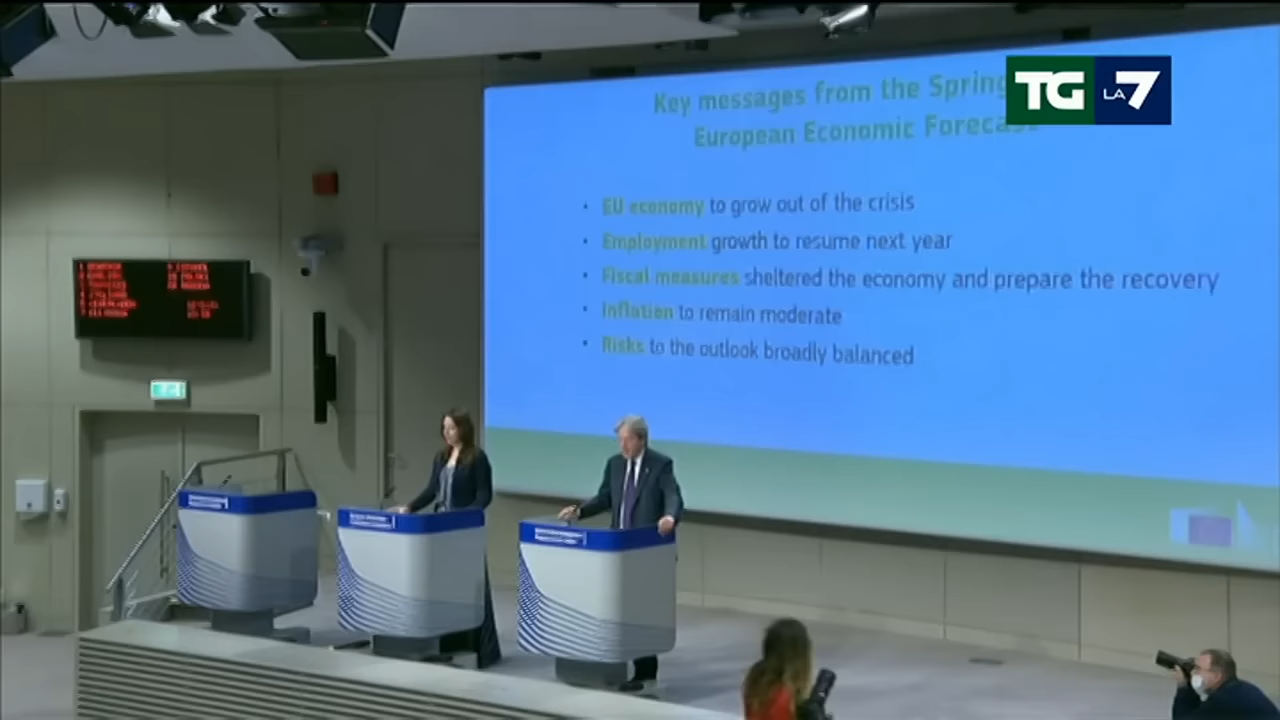 TG LA 7
Key messages from the Spring
European Economic Forecast
• EU economy to grow out of the crisis
• Employment growth to resume next year
• Fiscal measures sheltered the economy and prepare the recovery
• Inflation to remain moderate
• Risks to the outlook broadly balanced